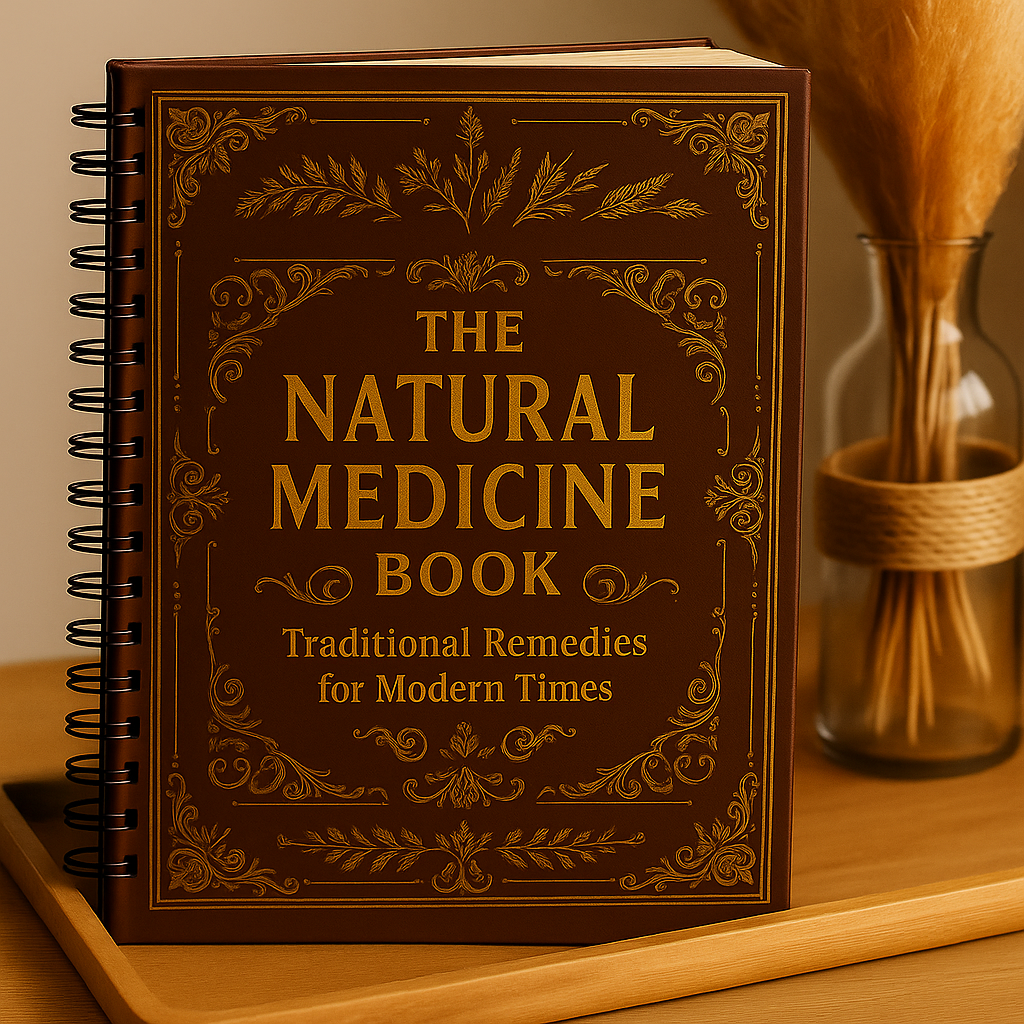 THE
NATURAL
MEDICINE
BOOK
Traditional Remedies
for Modern Times